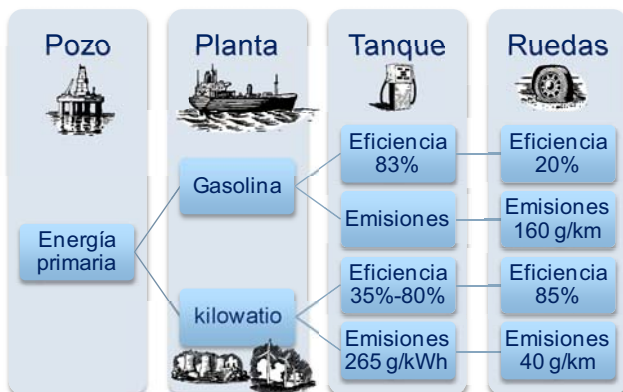 Pozo
Planta
Tanque
Ruedas
Energía
primaria
Gasolina
kilowatio
Eficiencia
83%
Emisiones
Eficiencia
35%-80%
Emisiones
265 g/kWh
Eficiencia
20%
Emisiones
160 g/km
Eficiencia
85%
Emisiones
40 g/km